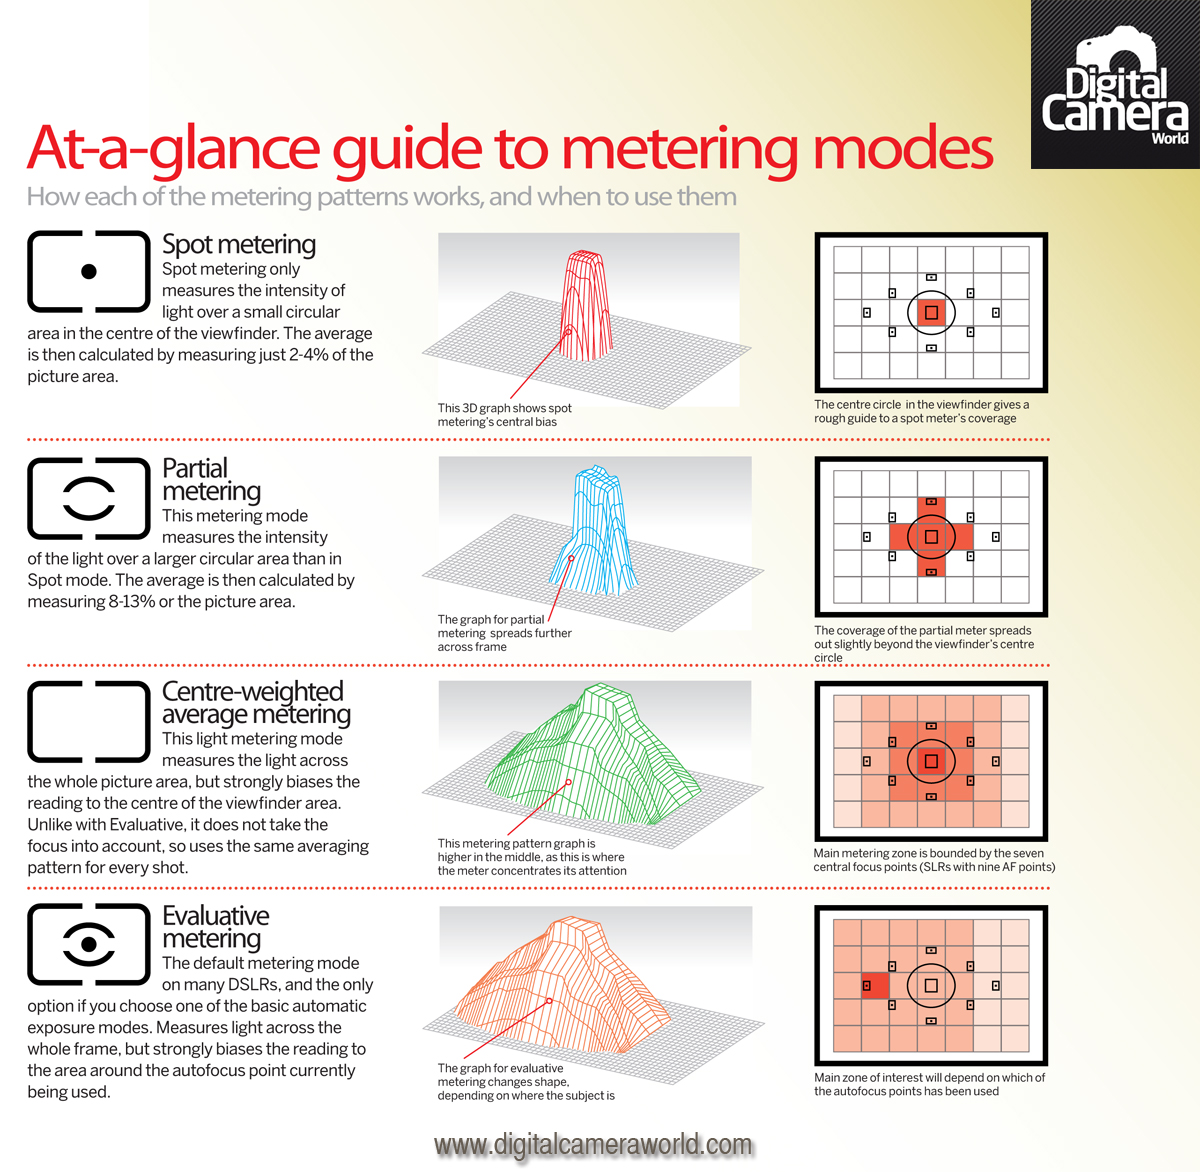 Digital
Camera
World
At-a-glance guide to metering modes
How each of the metering patterns works, and when to use them
Spot metering
Spot metering only
measures the intensity of
light over a small circular
area in the centre of the viewfinder. The average
is then calculated by measuring just 2-4% of the
picture area.
This 3D graph shows spot
metering's central bias
The centre circle in the viewfinder gives a
rough guide to a spot meter's coverage
Partial
metering
This metering mode
measures the intensity
of the light over a larger circular area than in
Spot mode. The average is then calculated by
measuring 8-13% or the picture area.
The graph for partial
metering spreads further
across frame
The coverage of the partial meter spreads
out slightly beyond the viewfinder's centre
circle
Centre-weighted
average metering
This light metering mode
measures the light across
the whole picture area, but strongly biases the
reading to the centre of the viewfinder area.
Unlike with Evaluative, it does not take the
focus into account, so uses the same averaging
pattern for every shot.
This metering pattern graph is
higher in the middle, as this is where
the meter concentrates its attention
Main metering zone is bounded by the seven
central focus points (SLRs with nine AF points)
Evaluative
metering
The default metering mode
on many DSLRs, and the only
option if you choose one of the basic automatic
exposure modes. Measures light across the
whole frame, but strongly biases the reading to
the area around the autofocus point currently
being used.
The graph for evaluative
metering changes shape,
depending on where the subject is
Main zone of interest will depend on which of
the autofocus points has been used
www.digitalcameraworld.com